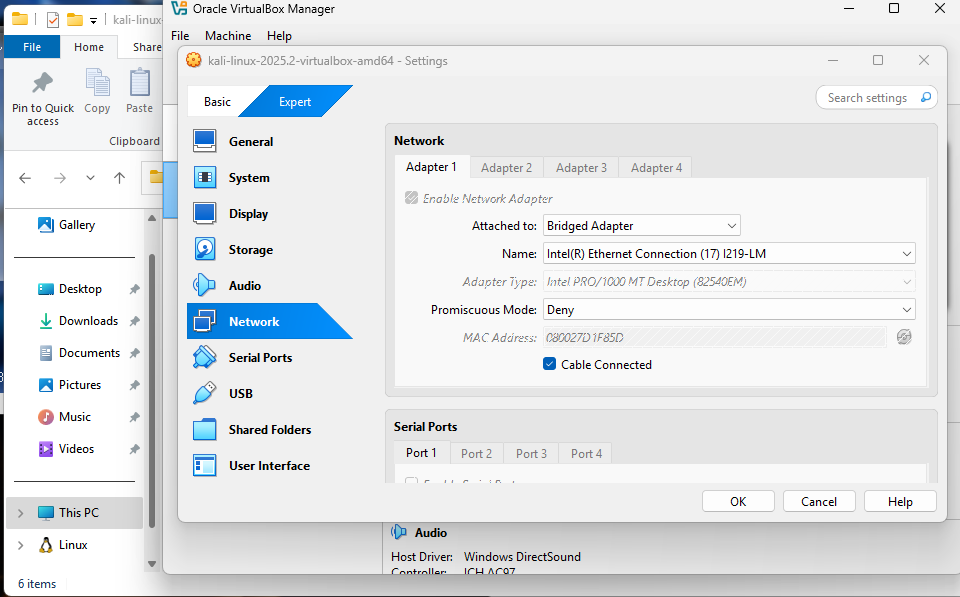 Oracle VirtualBox Manager
kali-linux-
File Machine Help
File Home Share
kali-linux-2025.2-virtualbox-amd64 - Settings
Pin to Quick access
Copy
Paste
Clipboard
Basic Expert
Search settings
General
System
Display
Storage
Audio
Network
Serial Ports
USB
Shared Folders
User Interface
Network
Adapter 1 Adapter 2 Adapter 3 Adapter 4
Enable Network Adapter
Attached to: Bridged Adapter
Name: Intel(R) Ethernet Connection (17) I219-LM
Adapter Type: Intel PRO/1000 MT Desktop (82540EM)
Promiscuous Mode: Deny
MAC Address: 080027D1F85D
Cable Connected
Serial Ports
Port 1 Port 2 Port 3 Port 4
OK Cancel Help
Gallery
Desktop
Downloads
Documents
Pictures
Music
Videos
This PC
Linux
6 items
Audio
Host Driver: Windows DirectSound
Controller: ICH AC97